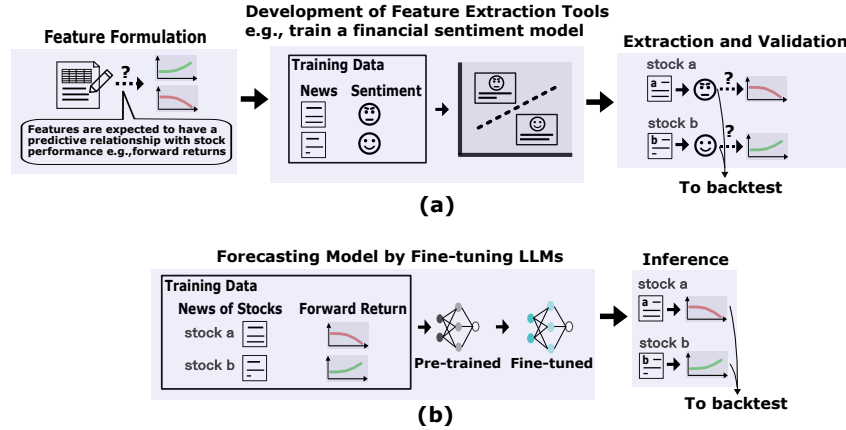 Development of Feature Extraction Tools
e.g., train a financial sentiment model
Feature Formulation
Extraction and Validation
?
Features are expected to have a
predictive relationship with stock
performance e.g.,forward returns
Training Data
News
Sentiment
stock a
a
?
stock b
b
?
To backtest
(a)
Forecasting Model by Fine-tuning LLMs
Inference
Training Data
News of Stocks
Forward Return
stock a
stock b
Pre-trained
Fine-tuned
stock a
a
stock b
b
To backtest
(b)